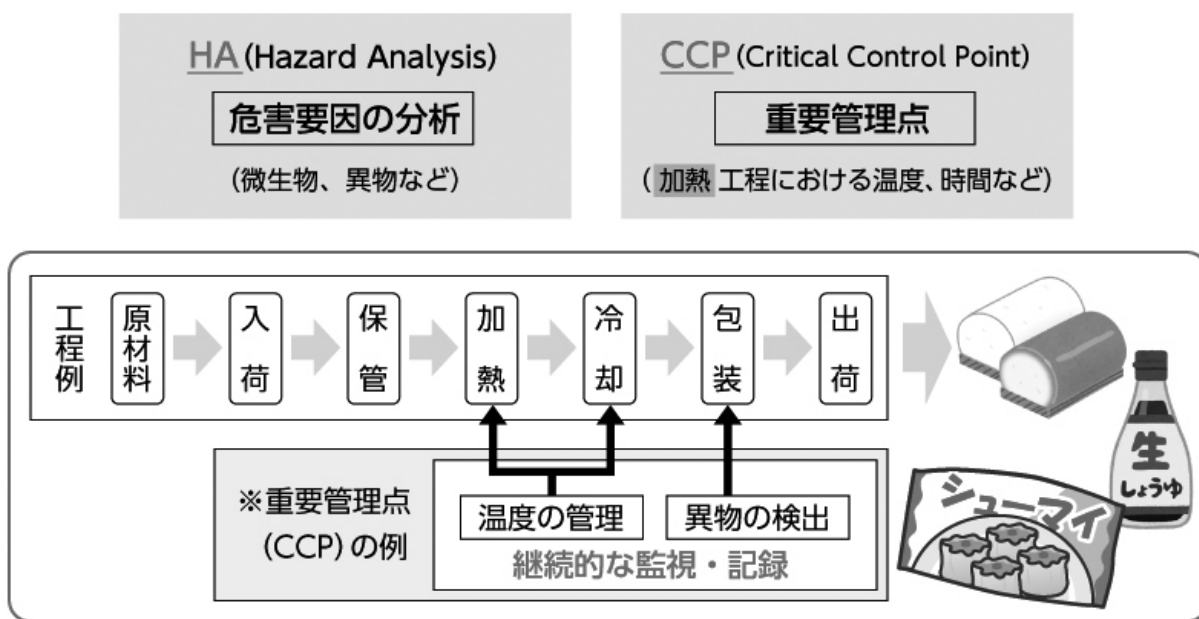 HA (Hazard Analysis)
危害要因の分析
(微生物、異物など)
CCP (Critical Control Point)
重要管理点
( 加熱 工程における温度、時間など)
工程例
原材料
入荷
保管
加熱
冷却
包装
出荷
※重要管理点
(CCP) の例
温度の管理
異物の検出
継続的な監視・記録
生
しょうゆ
シューマイ